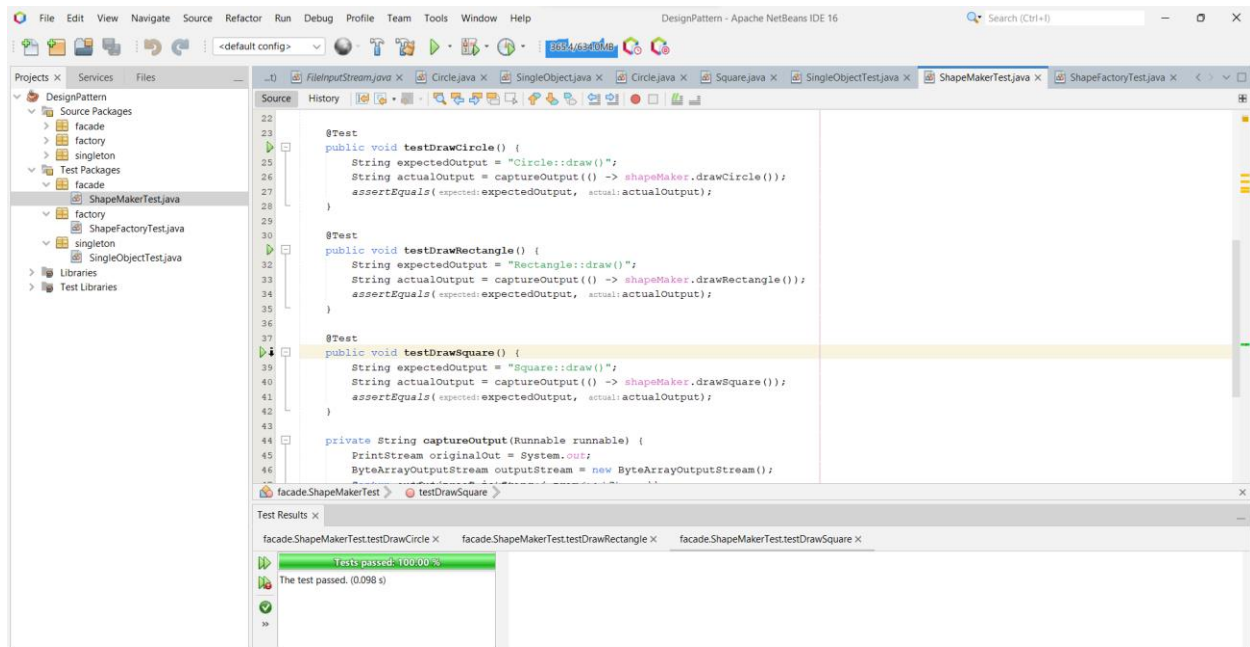 File Edit View Navigate Source Refactor Run Debug Profile Team Tools Window Help DesignPattern - Apache NetBeans IDE 16 Search (Ctrl+I)
<default config> 365.4/634.0MB
Projects Services Files
DesignPattern
Source Packages
facade
factory
singleton
Test Packages
facade
ShapeMakerTest.java
factory
ShapeFactoryTest.java
singleton
SingleObjectTest.java
Libraries
Test Libraries
...t) FileInputStream.java Circle.java SingleObject.java Circle.java Square.java SingleObjectTest.java ShapeMakerTest.java ShapeFactoryTest.java
Source History
22
23 @Test
public void testDrawCircle() {
25 String expectedOutput = "Circle::draw()";
26 String actualOutput = captureOutput(() -> shapeMaker.drawCircle());
27 assertEquals( expected: expectedOutput, actual: actualOutput);
28 }
29
30 @Test
public void testDrawRectangle() {
32 String expectedOutput = "Rectangle::draw()";
33 String actualOutput = captureOutput(() -> shapeMaker.drawRectangle());
34 assertEquals( expected: expectedOutput, actual: actualOutput);
35 }
36
37 @Test
public void testDrawSquare() {
39 String expectedOutput = "Square::draw()";
40 String actualOutput = captureOutput(() -> shapeMaker.drawSquare());
41 assertEquals( expected: expectedOutput, actual: actualOutput);
42 }
43
44 private String captureOutput(Runnable runnable) {
45 PrintStream originalOut = System.out;
46 ByteArrayOutputStream outputStream = new ByteArrayOutputStream();
facade.ShapeMakerTest testDrawSquare
Test Results
facade.ShapeMakerTest.testDrawCircle facade.ShapeMakerTest.testDrawRectangle facade.ShapeMakerTest.testDrawSquare
Tests passed: 100.00 %
The test passed. (0.098 s)